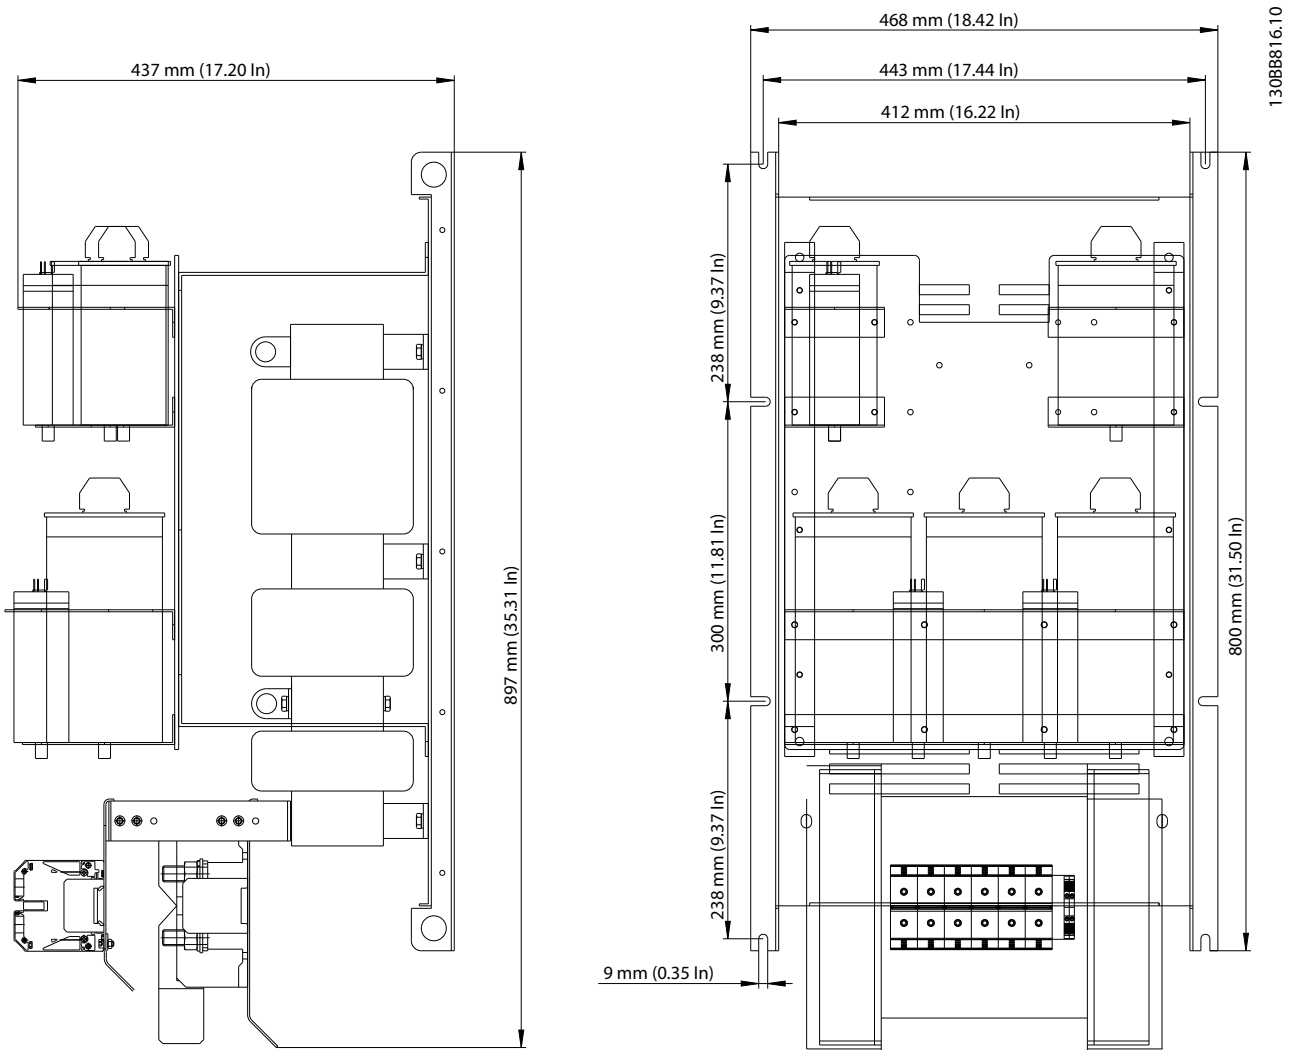 468 mm (18.42 In)
130BB816.10
437 mm (17.20 In)
443 mm (17.44 In)
412 mm (16.22 In)
238 mm (9.37 In)
300 mm (11.81 In)
800 mm (31.50 In)
897 mm (35.31 In)
238 mm (9.37 In)
9 mm (0.35 In)